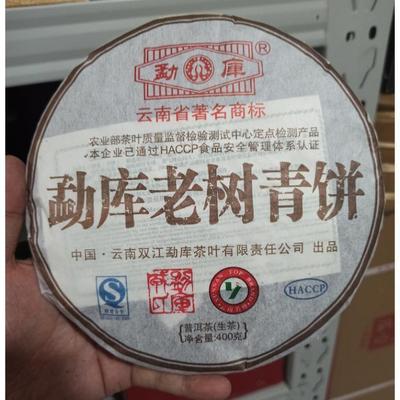 勐 库 ®
云南省著名商标
农业部茶叶质量监督检验测试中心定点检测产品
本企业已通过HACCP食品安全管理体系认证
勐库老树青饼
中国·云南双江勐库茶叶有限责任公司 出品
HACCP
普洱茶(生茶)
净含量:400克